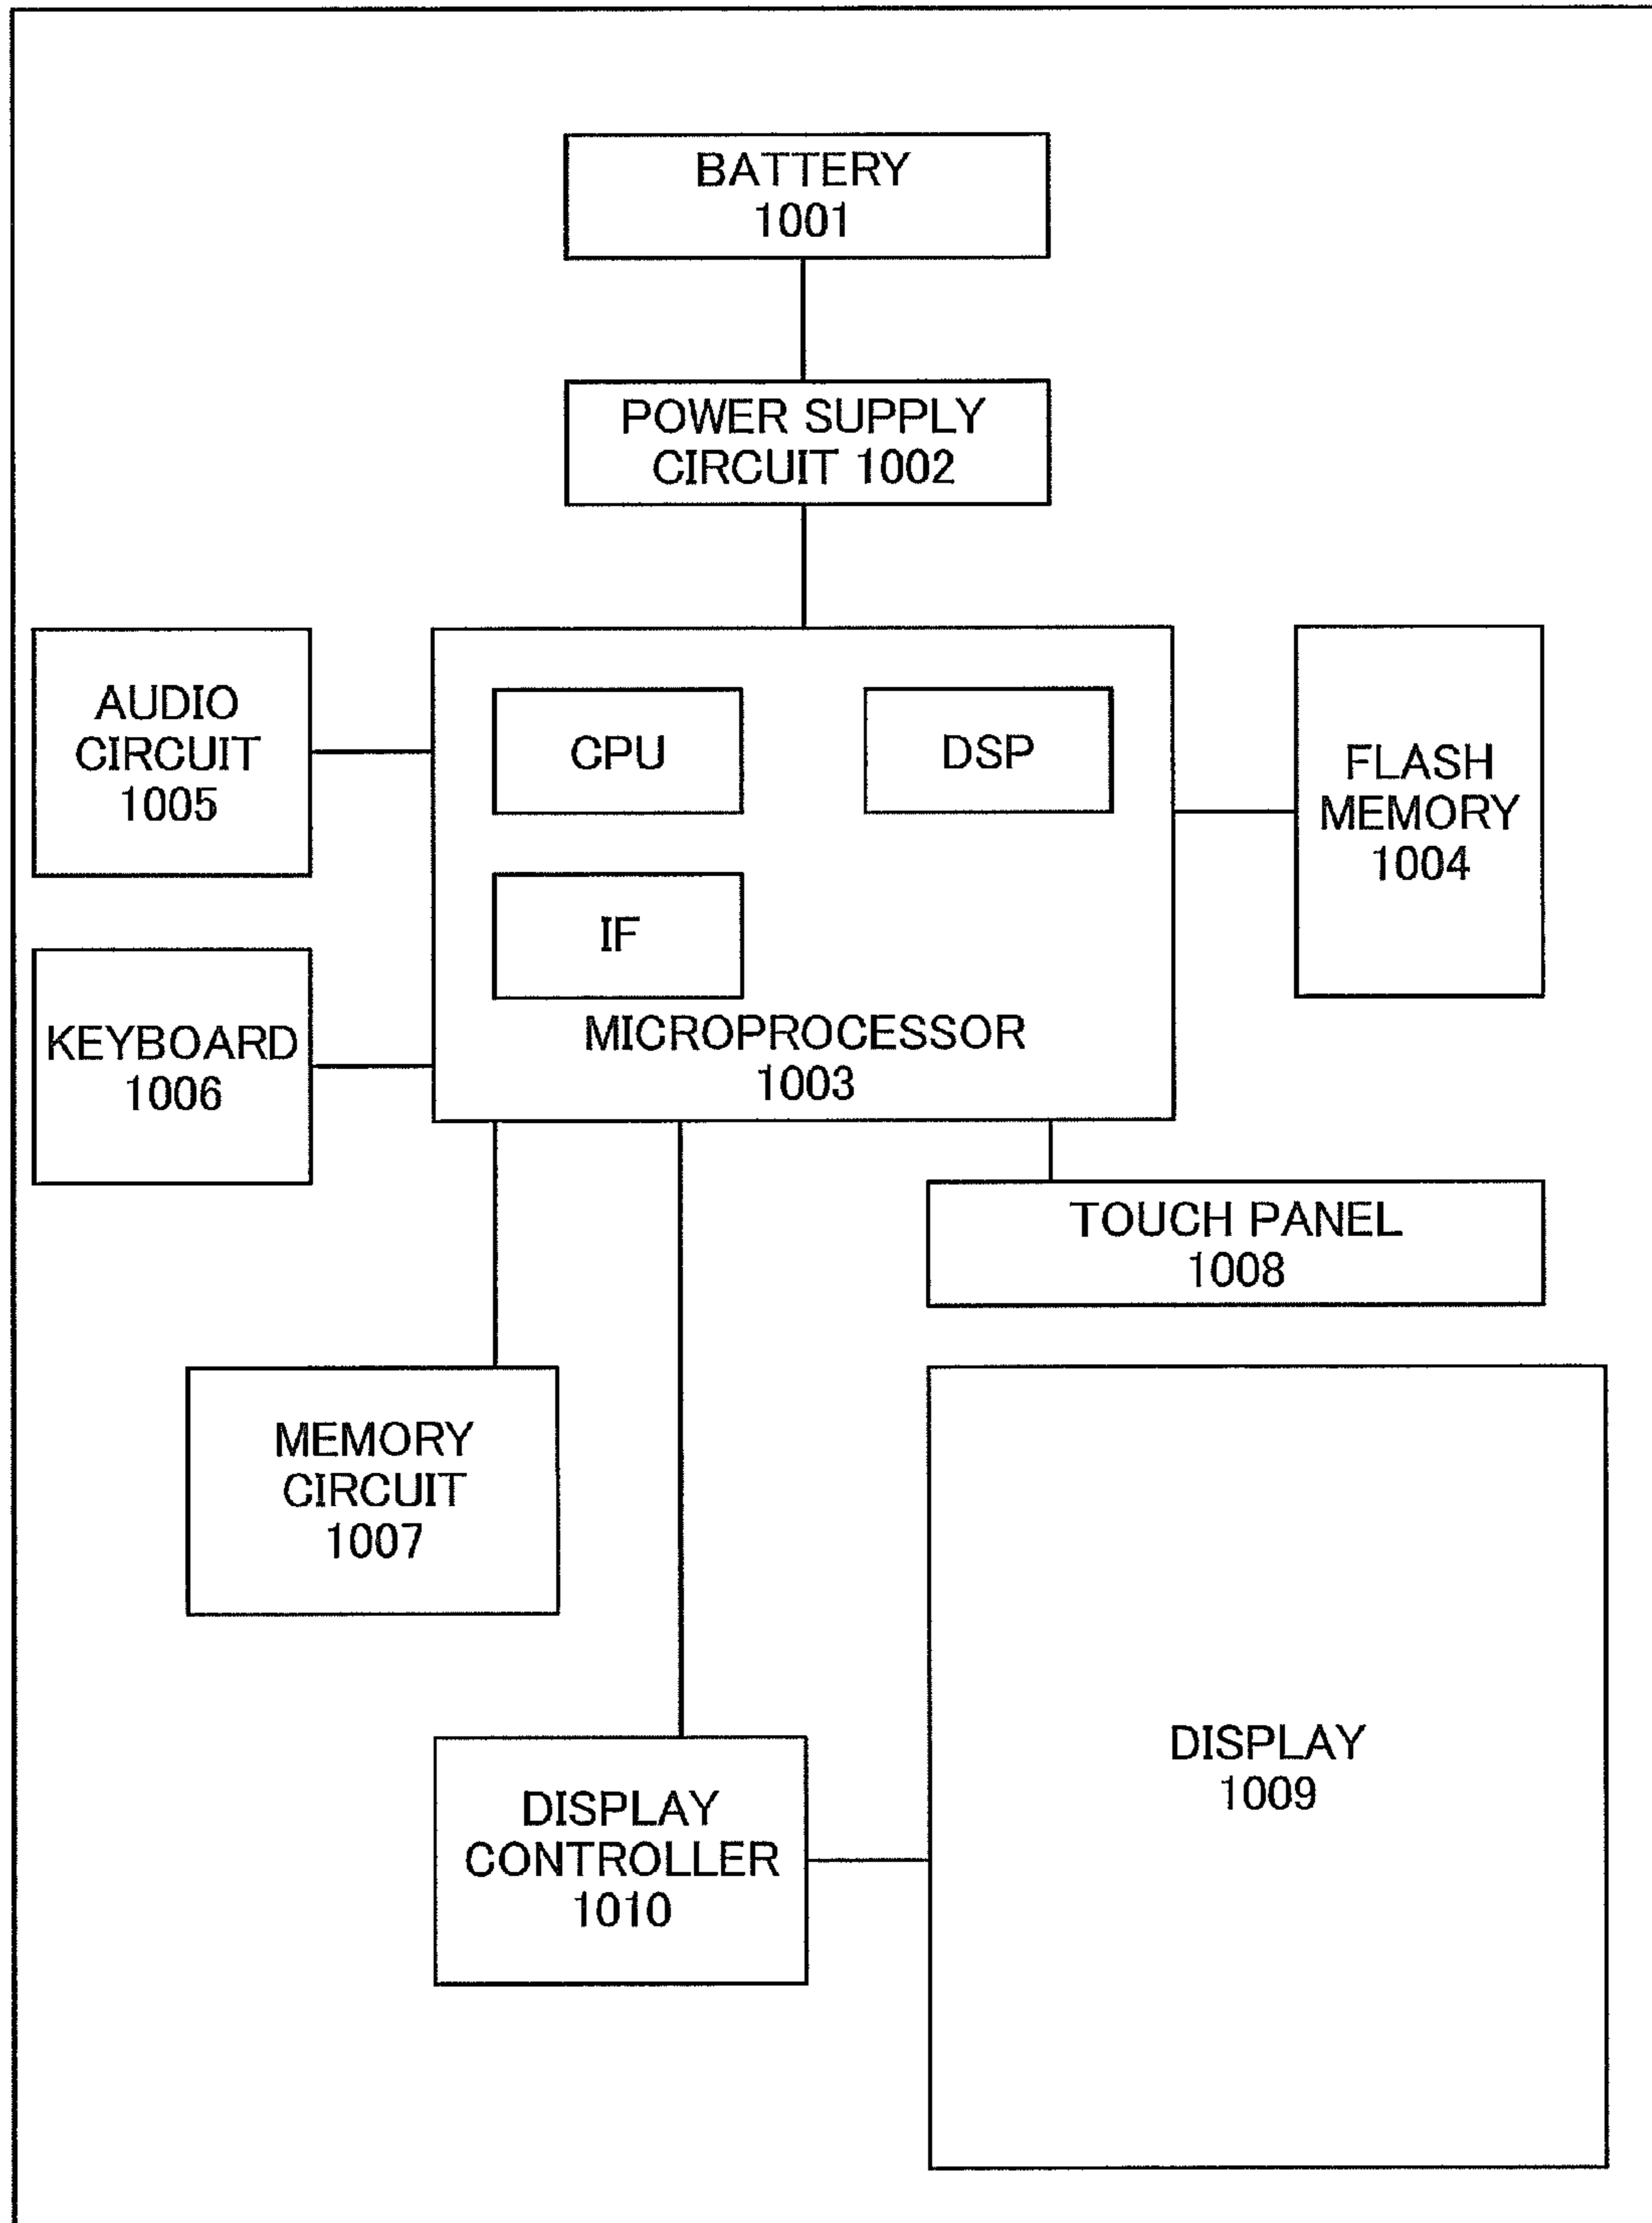 BATTERY
1001
POWER SUPPLY
CIRCUIT 1002
AUDIO
CIRCUIT
1005
CPU
DSP
FLASH
MEMORY
1004
IF
KEYBOARD
1006
MICROPROCESSOR
1003
TOUCH PANEL
1008
MEMORY
CIRCUIT
1007
DISPLAY
1009
DISPLAY
CONTROLLER
1010